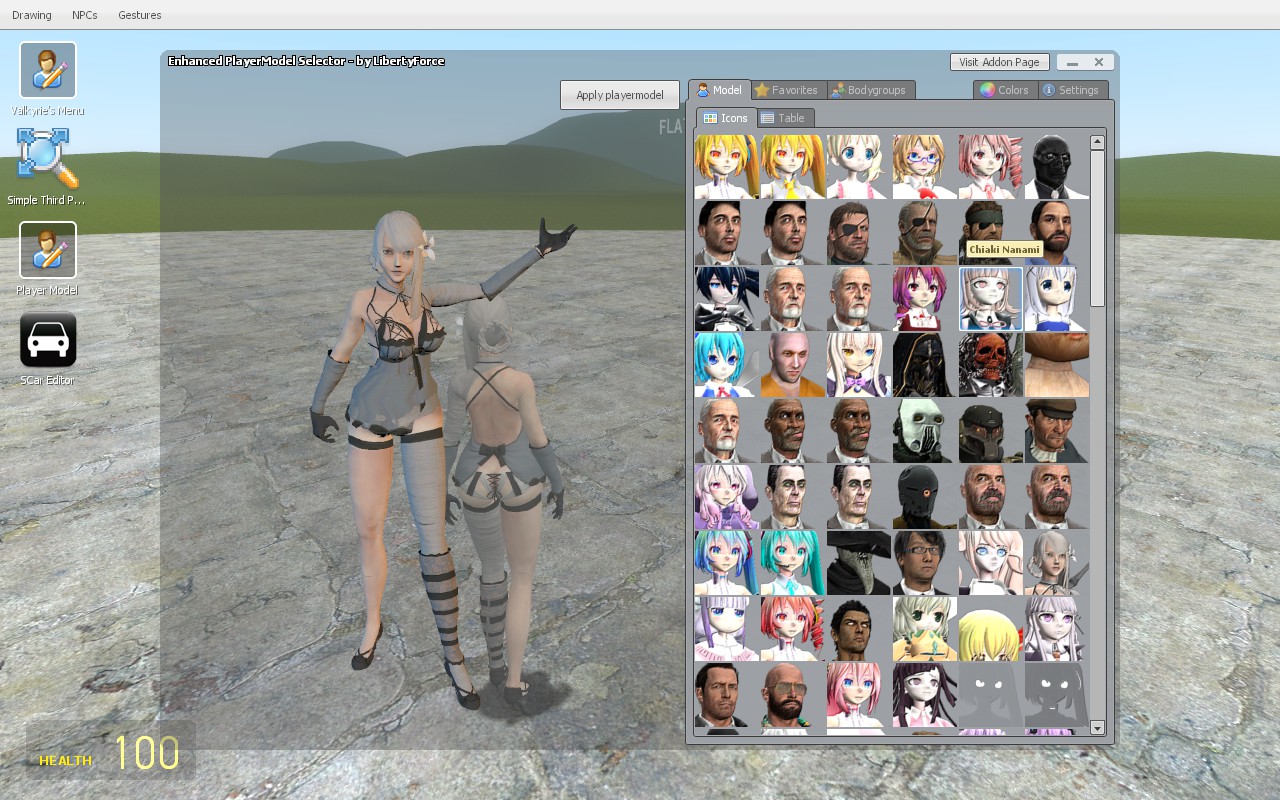 Drawing NPCs Gestures
Enhanced PlayerModel Selector - by LibertyForce
Visit Addon Page
Apply playermodel
Model Favorites Bodygroups Colors Settings
Icons Table
Valkyrie's Menu
Simple Third P...
Player Model
SCar Editor
FLAT
Chiaki Nanami
HEALTH 100